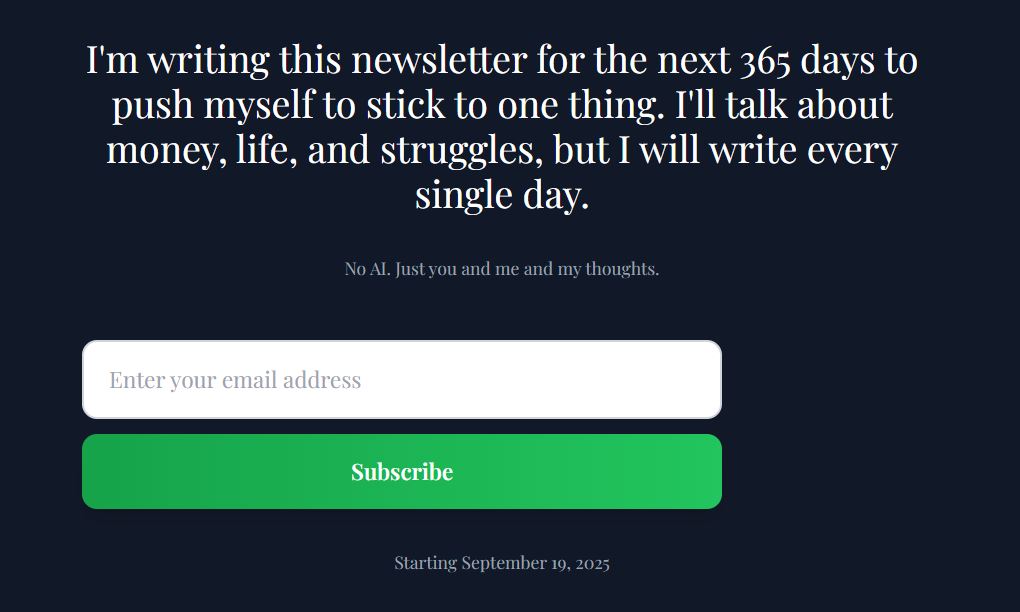 I'm writing this newsletter for the next 365 days to
push myself to stick to one thing. I'll talk about
money, life, and struggles, but I will write every
single day.
No AI. Just you and me and my thoughts.
Enter your email address
Subscribe
Starting September 19, 2025